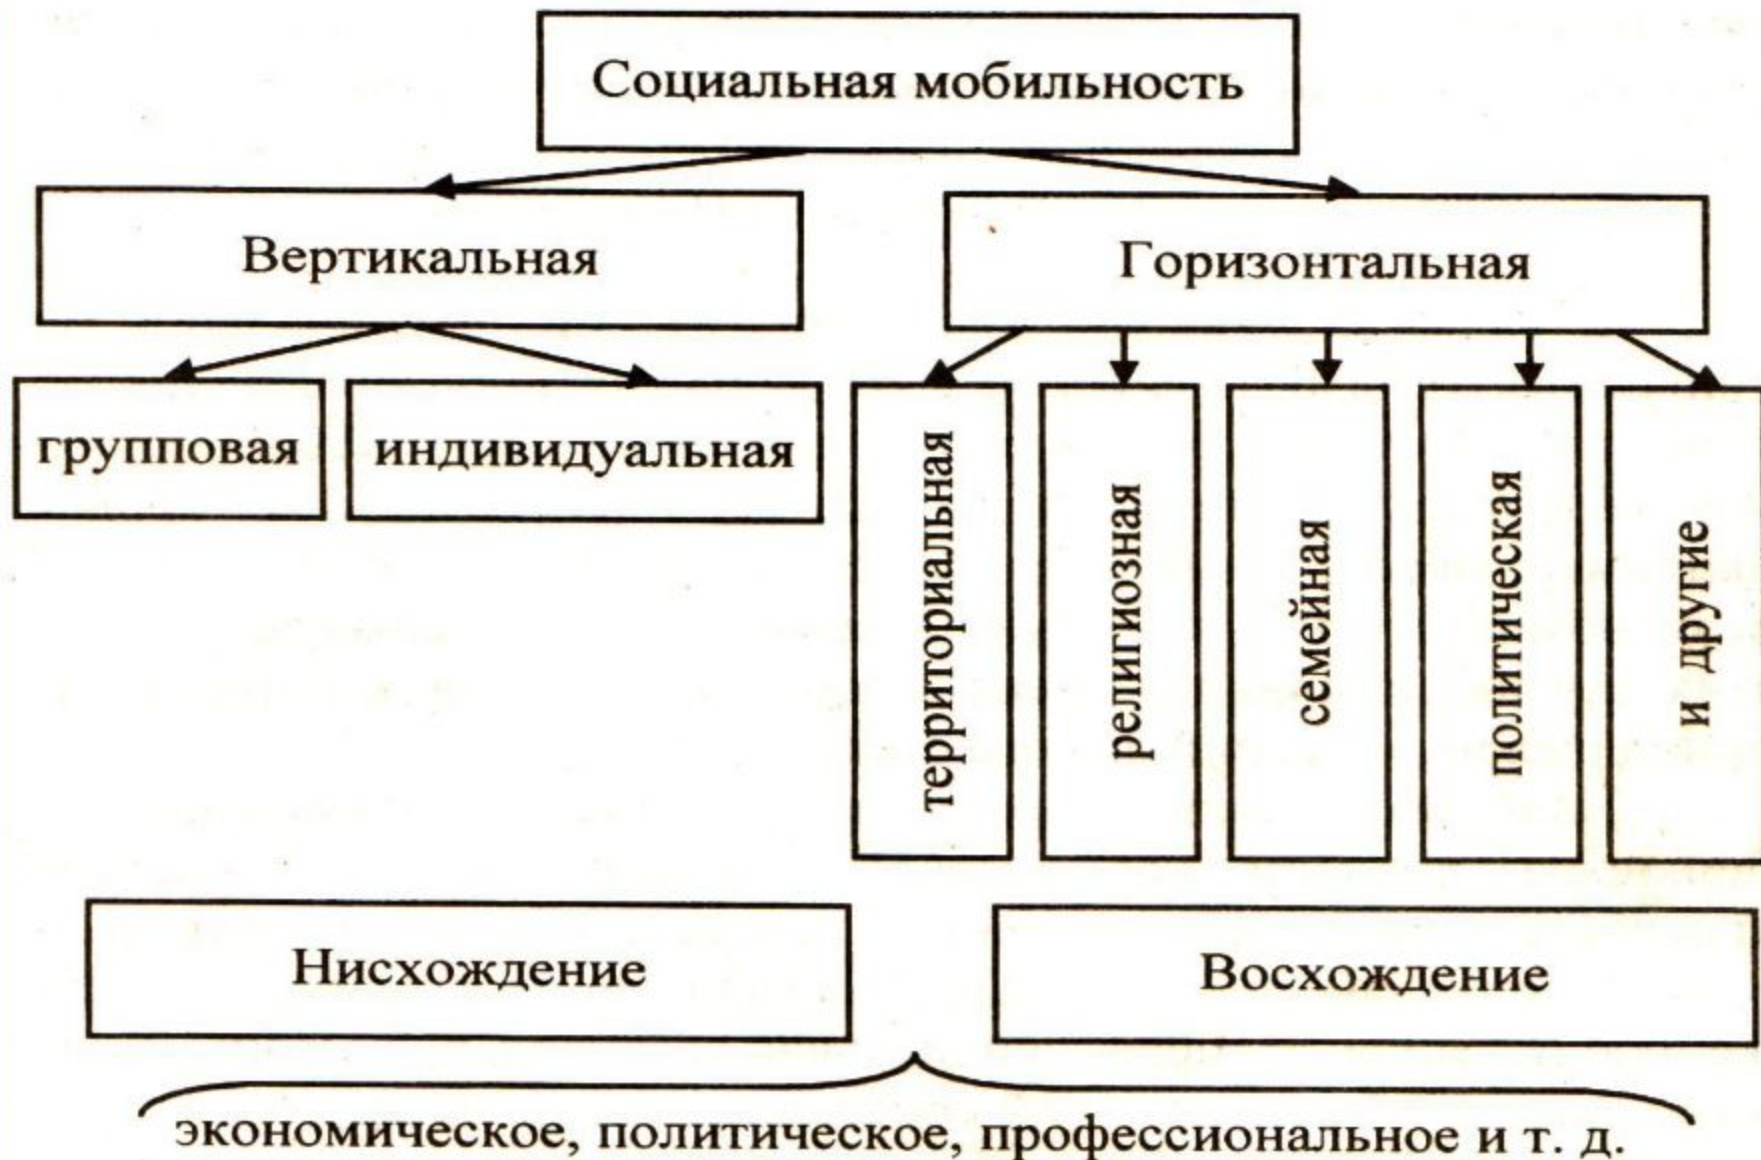 Социальная мобильность
Вертикальная
Горизонтальная
групповая
индивидуальная
территориальная
религиозная
семейная
политическая
и другие
Нисхождение
Восхождение
экономическое, политическое, профессиональное и т. д.